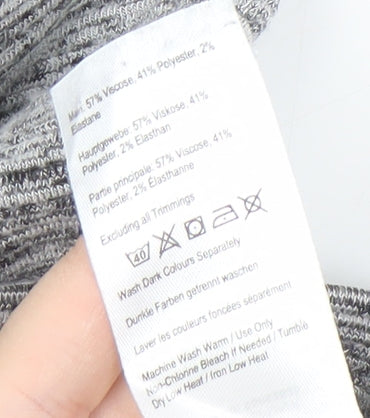 Main: 57% Viscose, 41% Polyester, 2%
Elastane
Hauptgewebe: 57% Viskose, 41%
Polyester, 2% Elasthan
Partie principale: 57% Viscose, 41%
Polyester, 2% Élasthanne
Excluding all Trimmings
40
Wash Dark Colours Separately
Dunkle Farben getrennt waschen
Laver les couleurs foncées séparément
Machine Wash Warm / Use Only
Non-Chlorine Bleach If Needed / Tumble
Dry Low Heat / Iron Low Heat